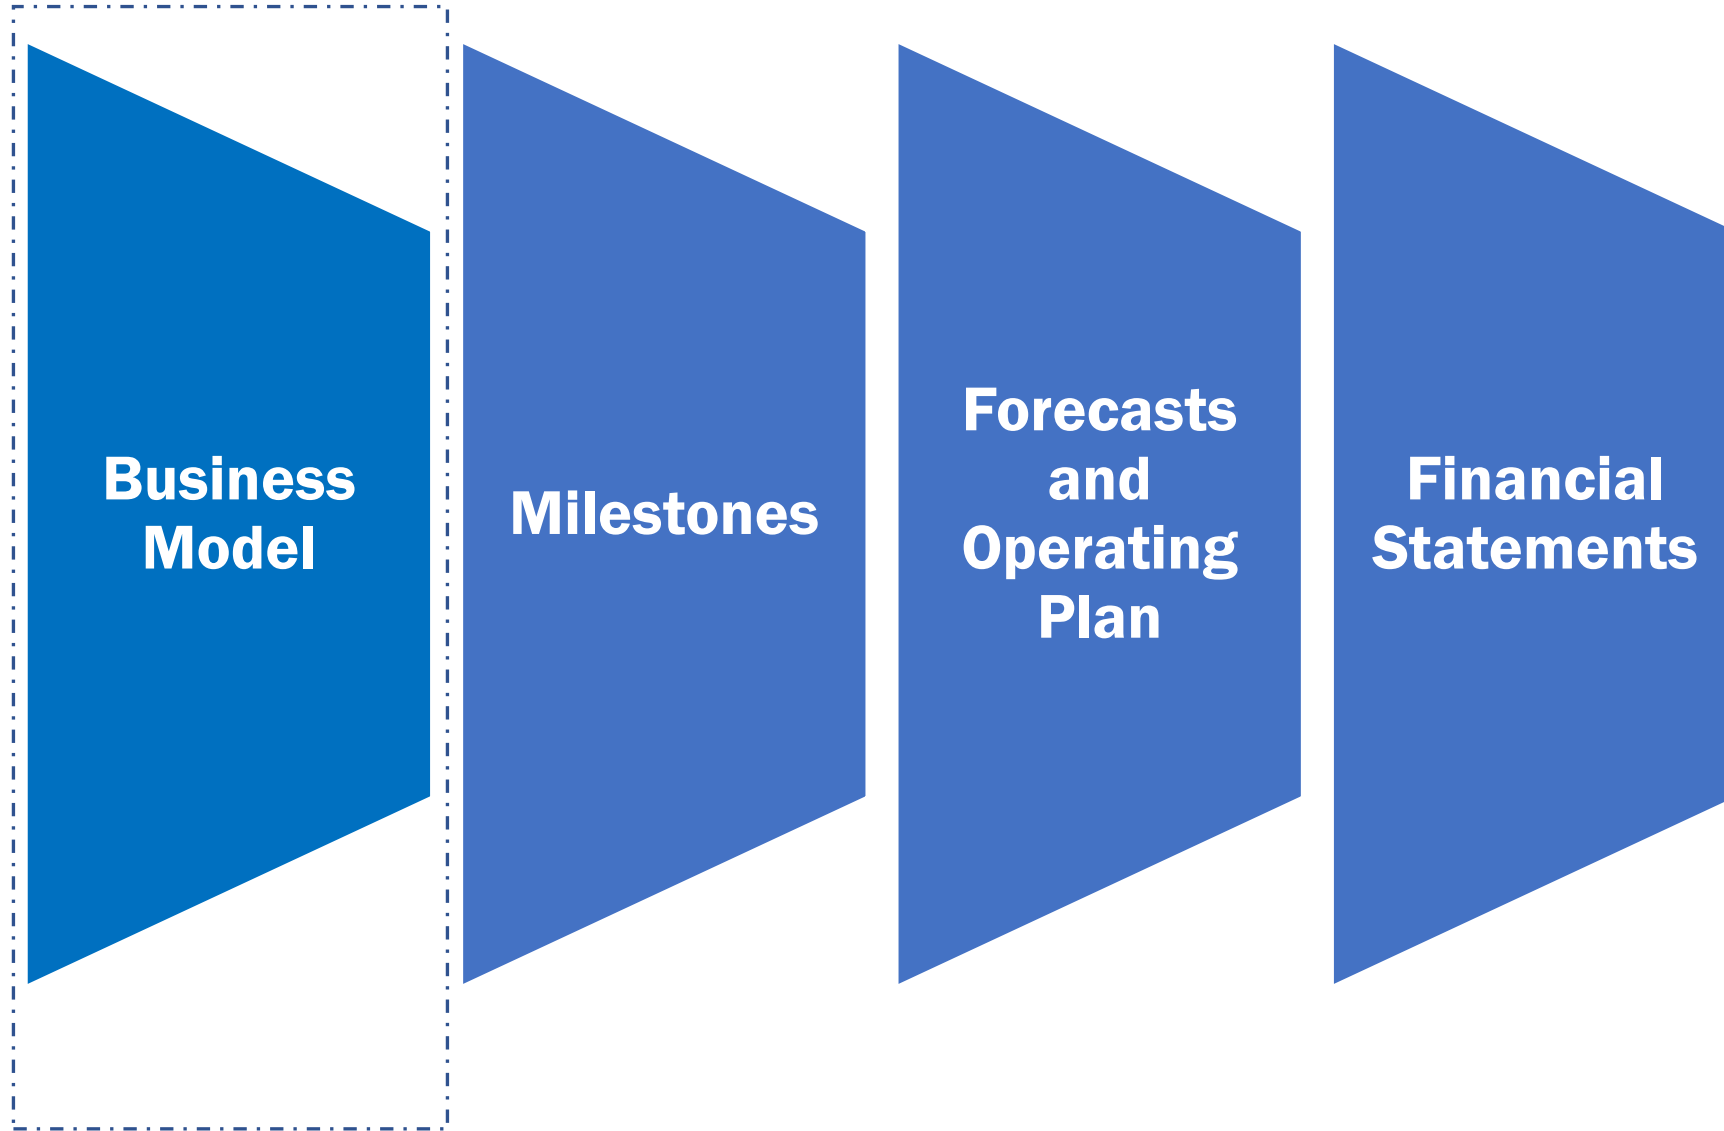 Business
Model
Milestones
Forecasts
and
Operating
Plan
Financial
Statements